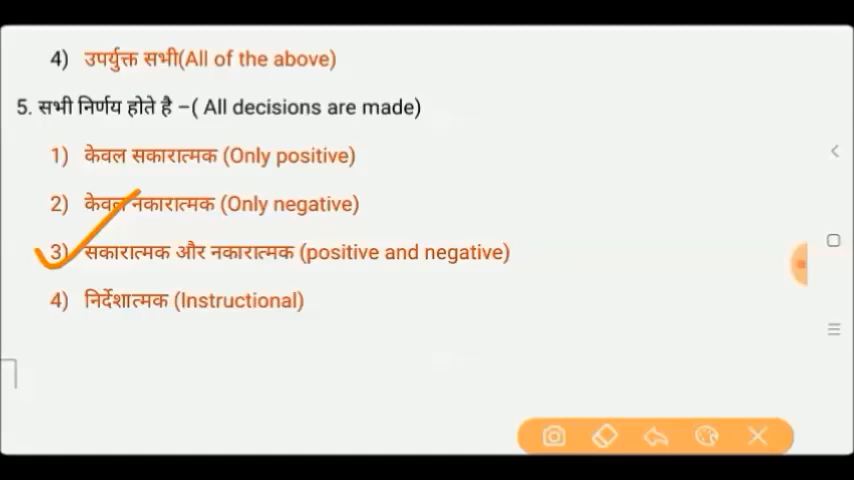 4) उपर्युक्त सभी(All of the above)
5. सभी निर्णय होते है –( All decisions are made)
1) केवल सकारात्मक (Only positive)
2) केवल नकारात्मक (Only negative)
3) सकारात्मक और नकारात्मक (positive and negative)
4) निर्देशात्मक (Instructional)